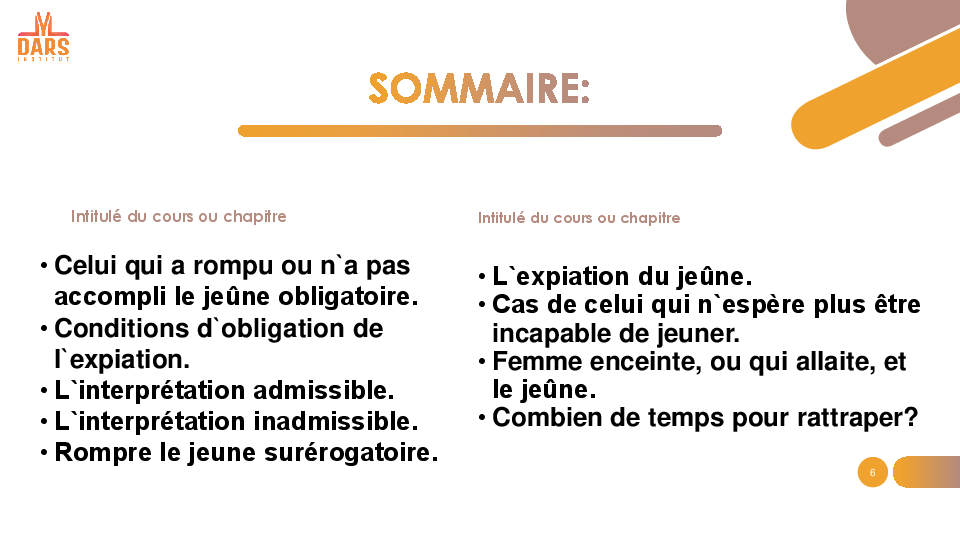 DARS
INSTITUT
SOMMAIRE:
Intitulé du cours ou chapitre
• Celui qui a rompu ou n`a pas
accompli le jeûne obligatoire.
• Conditions d`obligation de
l`expiation.
• L`interprétation admissible.
• L`interprétation inadmissible.
• Rompre le jeune surérogatoire.
Intitulé du cours ou chapitre
• L`expiation du jeûne.
• Cas de celui qui n`espère plus être
incapable de jeuner.
• Femme enceinte, ou qui allaite, et
le jeûne.
• Combien de temps pour rattraper?
6